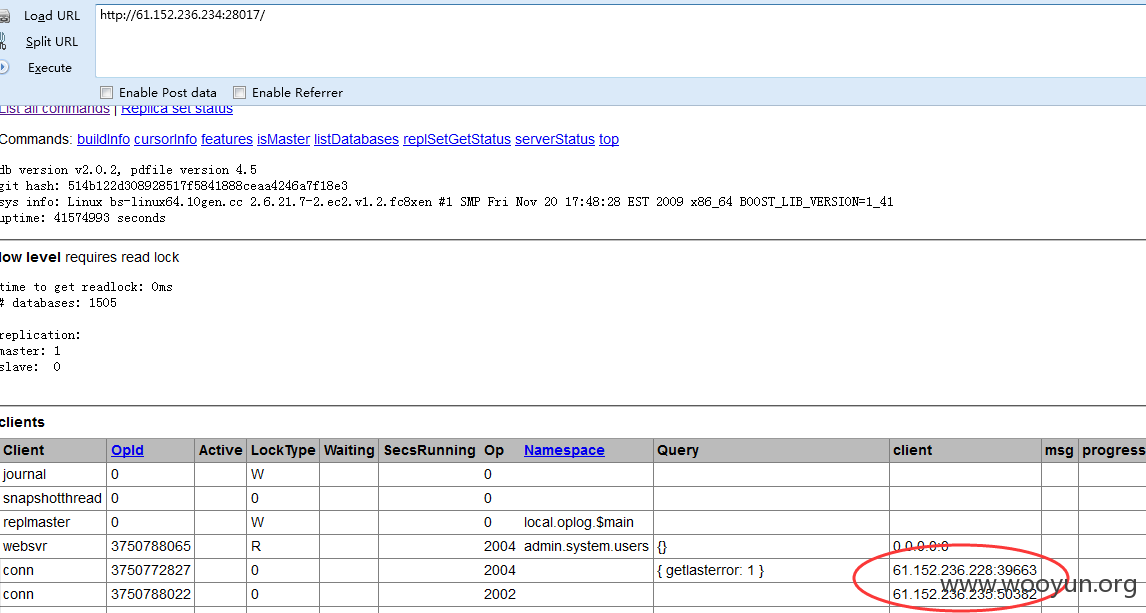 Load URL
http://61.152.236.234:28017/
Split URL
Execute
Enable Post data Enable Referrer
List all commands | Replica set status
Commands: buildInfo cursorInfo features isMaster listDatabases replSetGetStatus serverStatus top
db version v2.0.2, pdfile version 4.5
git hash: 514b122d308928517f5841888ceaa4246a7f18e3
sys info: Linux bs-linux64.10gen.cc 2.6.21.7-2.ec2.v1.2.fc8xen #1 SMP Fri Nov 20 17:48:28 EST 2009 x86_64 BOOST_LIB_VERSION=1_41
uptime: 41574993 seconds
low level requires read lock
time to get readlock: 0ms
# databases: 1505
replication:
master: 1
slave: 0
clients
Client OpId Active LockType Waiting SecsRunning Op Namespace Query client msg progress
journal 0 W 0
snapshotthread 0 0 0
replmaster 0 W 0 local.oplog.$main
websvr 3750788065 R 2004 admin.system.users {} 0.0.0.0:0
conn 3750772827 0 2004 { getlasterror: 1 } 61.152.236.228:39663
conn 3750788022 0 2002 61.152.236.235:50382
www.wooyun.org